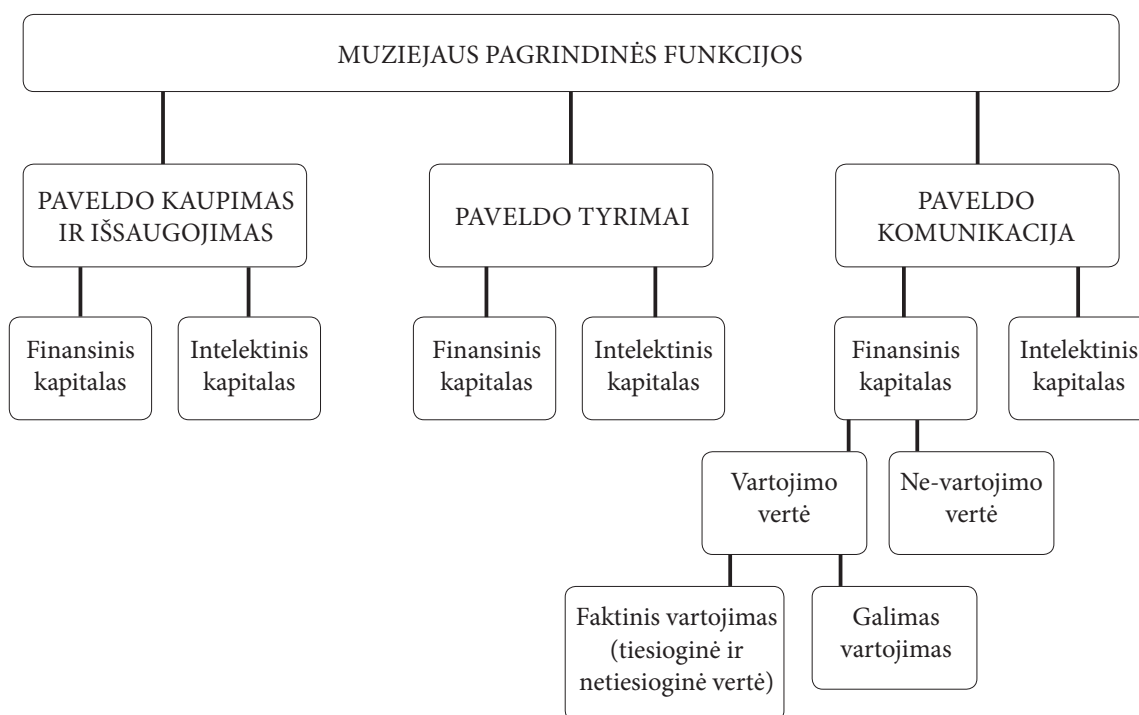 MUZIEJAUS PAGRINDINĖS FUNKCIJOS
PAVELDO KAUPIMAS
IR IŠSAUGOJIMAS
PAVELDO TYRIMAI
PAVELDO
KOMUNIKACIJA
Finansinis
kapitalas
Intelektinis
kapitalas
Finansinis
kapitalas
Intelektinis
kapitalas
Finansinis
kapitalas
Intelektinis
kapitalas
Vartojimo
vertė
Ne-vartojimo
vertė
Faktinis vartojimas
(tiesioginė ir
netiesioginė vertė)
Galimas
vartojimas